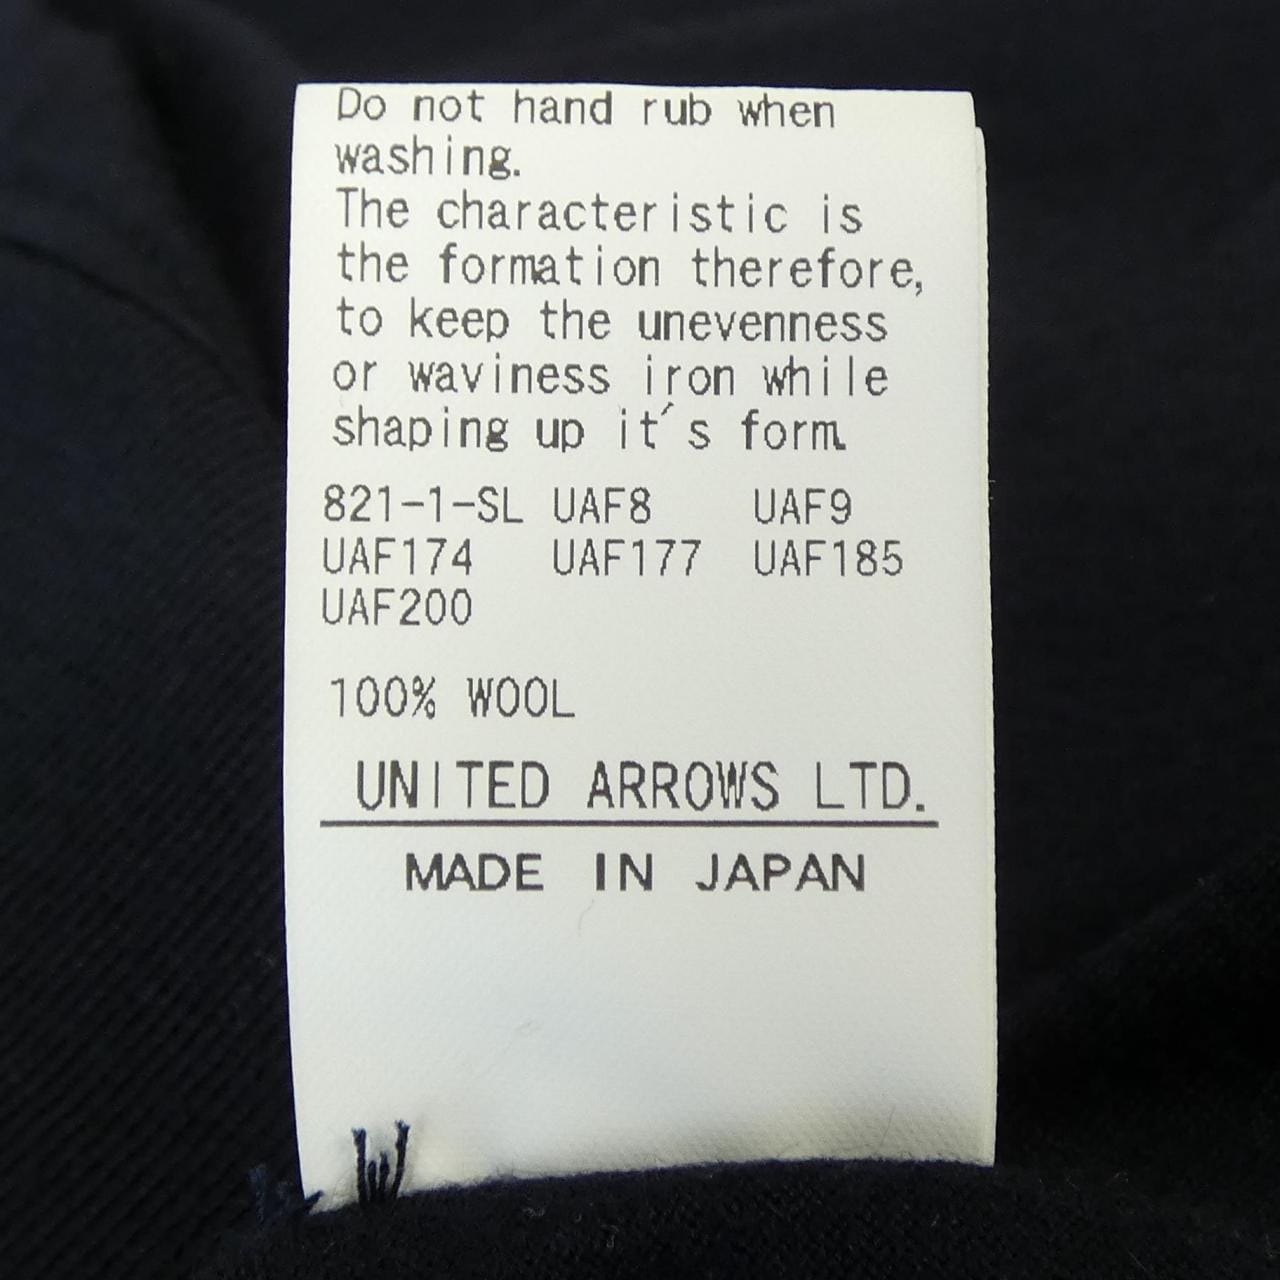 Do not hand rub when
washing.
The characteristic is
the formation therefore,
to keep the unevenness
or waviness iron while
shaping up it's form.
821-1-SL UAF8 UAF9
UAF174 UAF177 UAF185
UAF200
100% WOOL
UNITED ARROWS LTD.
MADE IN JAPAN